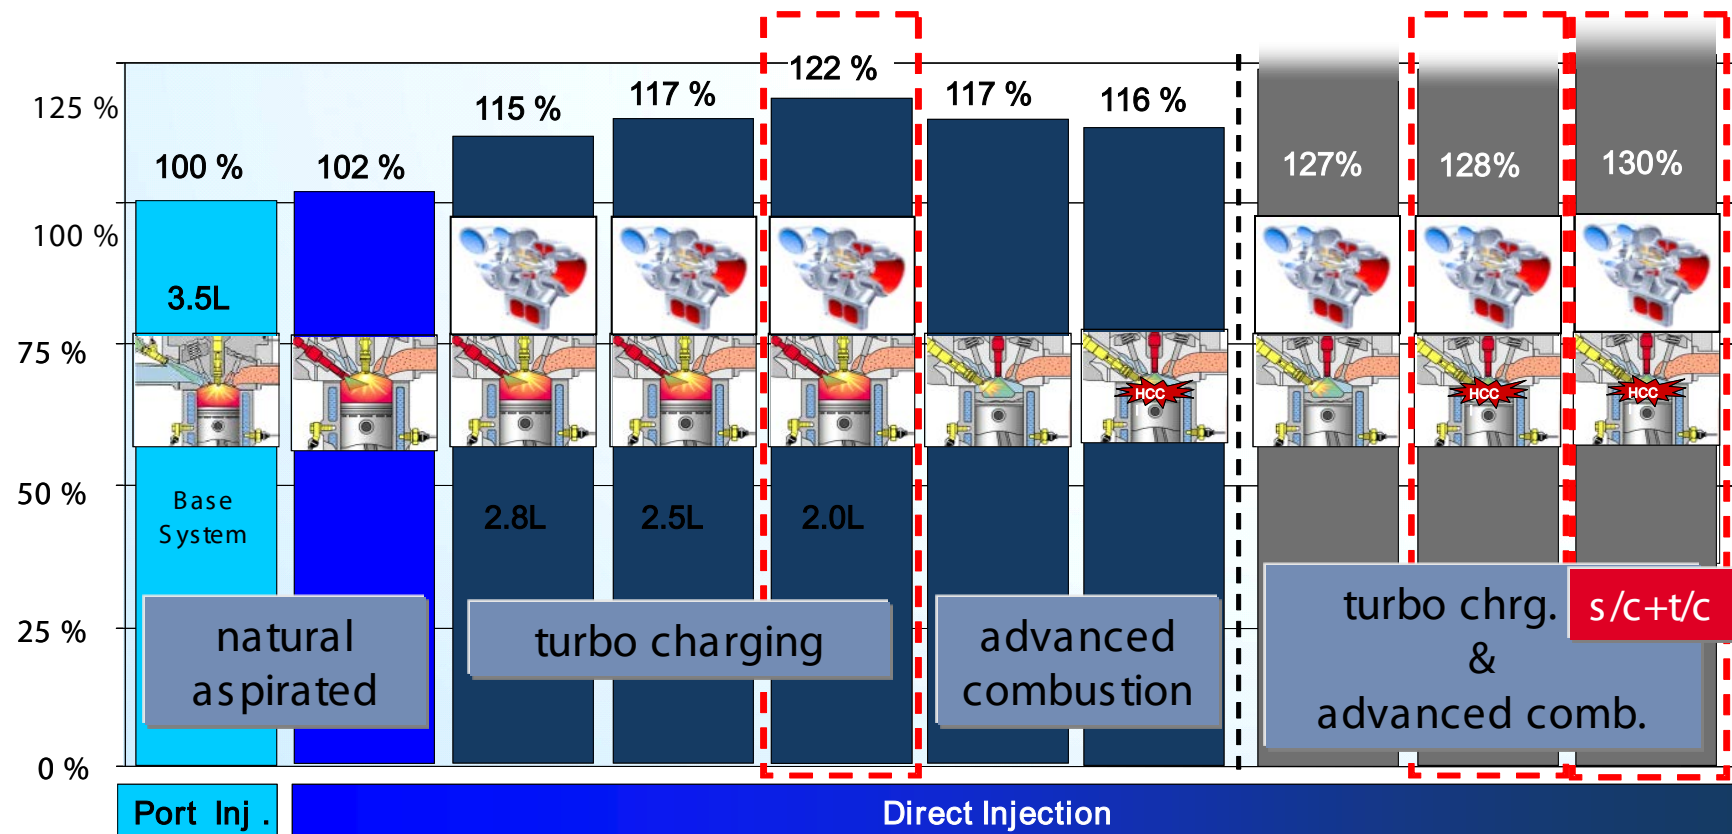 122 %
125 %
115 %
117 %
117 %
116 %
100 %
102 %
127%
128%
130%
100 %
3.5L
75 %
HCC
HCC
HCC
50 %
Base
System
2.8L
2.5L
2.0L
25 %
natural
aspirated
turbo charging
advanced
combustion
turbo chrg.
&
advanced comb.
s/c+t/c
0 %
Port Inj.
Direct Injection